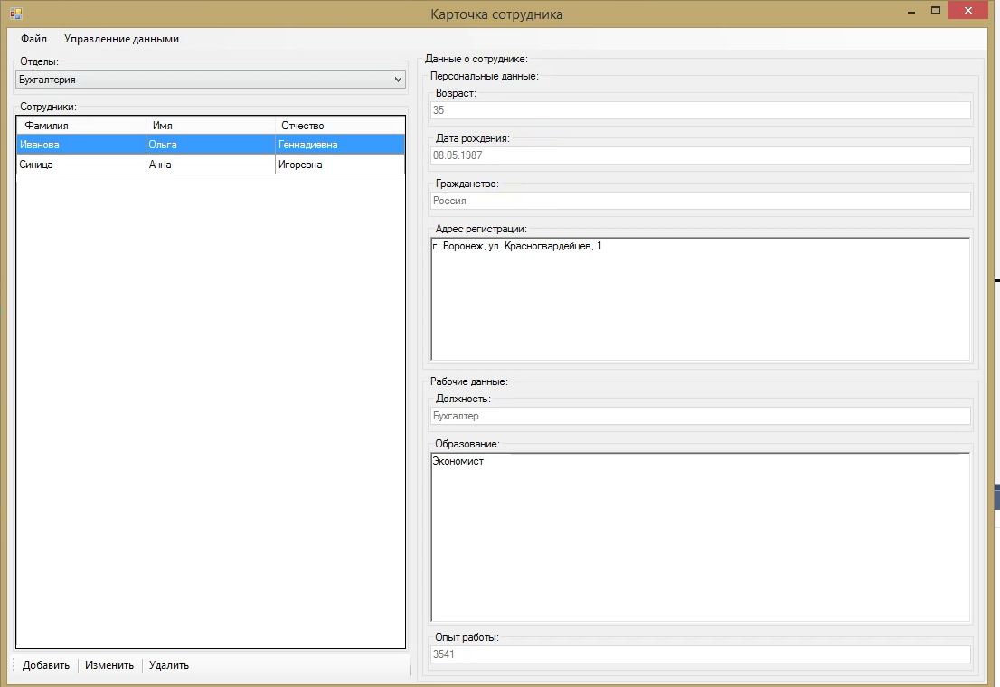 Карточка сотрудника
Файл Управленние данными
Отделы:
Бухгалтерия
Сотрудники:
Фамилия Имя Отчество
Иванова Ольга Геннадиевна
Синица Анна Игоревна
Добавить Изменить Удалить
Данные о сотруднике:
Персональные данные:
Возраст:
35
Дата рождения:
08.05.1987
Гражданство:
Россия
Адрес регистрации:
г. Воронеж, ул. Красногвардейцев, 1
Рабочие данные:
Должность:
Бухгалтер
Образование:
Экономист
Опыт работы:
3541